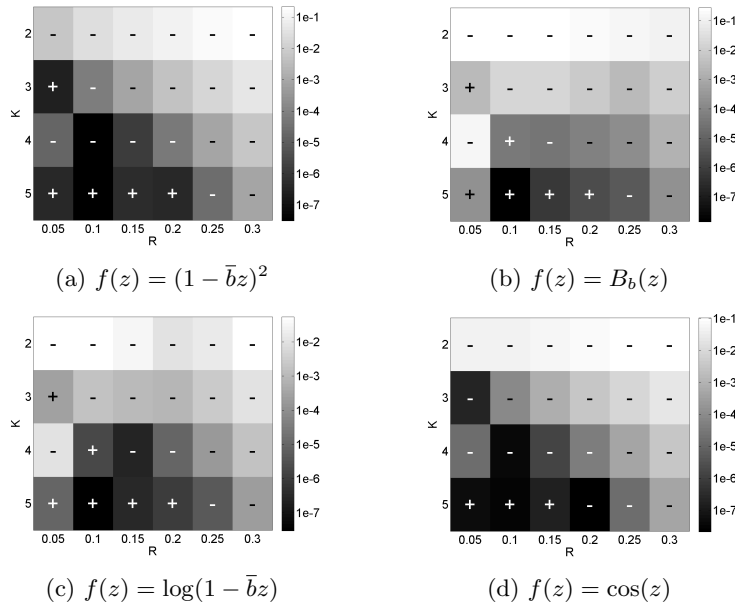 2 - - - - - - 1e-1
3 + - - - - - 1e-2
K 1e-3
4 - - - - - - 1e-4
1e-5
5 + + + + - - 1e-6
1e-7
0.05 0.1 0.15 0.2 0.25 0.3
R
(a) f(z) = (1 − b̅z)²
2 - - - - - - 1e-1
3 + - - - - - 1e-2
K 1e-3
4 - + - - - - 1e-4
1e-5
5 + + + + - - 1e-6
1e-7
0.05 0.1 0.15 0.2 0.25 0.3
R
(b) f(z) = B_b(z)
2 - - - - - - 1e-2
3 + - - - - - 1e-3
K 1e-4
4 - + - - - - 1e-5
1e-6
5 + + + + - - 1e-7
0.05 0.1 0.15 0.2 0.25 0.3
R
(c) f(z) = log(1 − b̅z)
2 - - - - - - 1e-1
1e-2
3 - - - - - - 1e-3
K 1e-4
4 - - - - - - 1e-5
1e-6
5 + + + - - - 1e-7
0.05 0.1 0.15 0.2 0.25 0.3
R
(d) f(z) = cos(z)